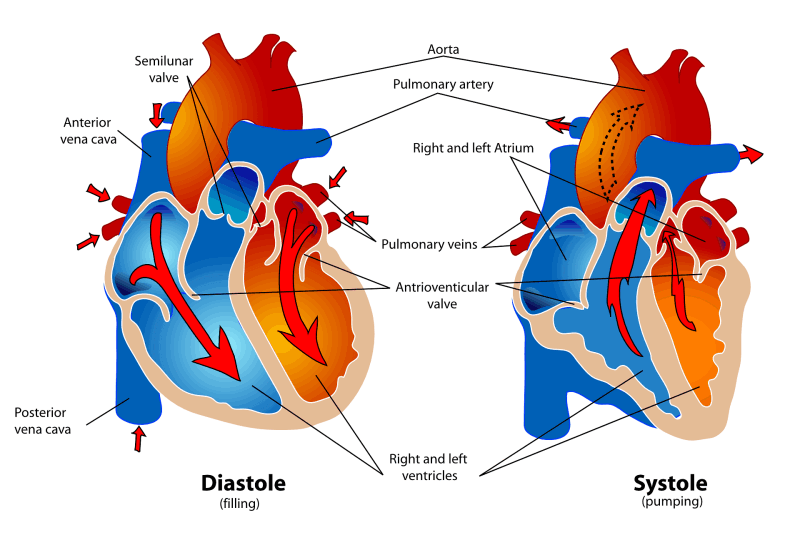 Aorta
Semilunar
valve
Pulmonary artery
Anterior
vena cava
Right and left Atrium
Pulmonary veins
Antrioventicular
valve
Posterior
vena cava
Right and left
ventricles
Diastole
(filling)
Systole
(pumping)